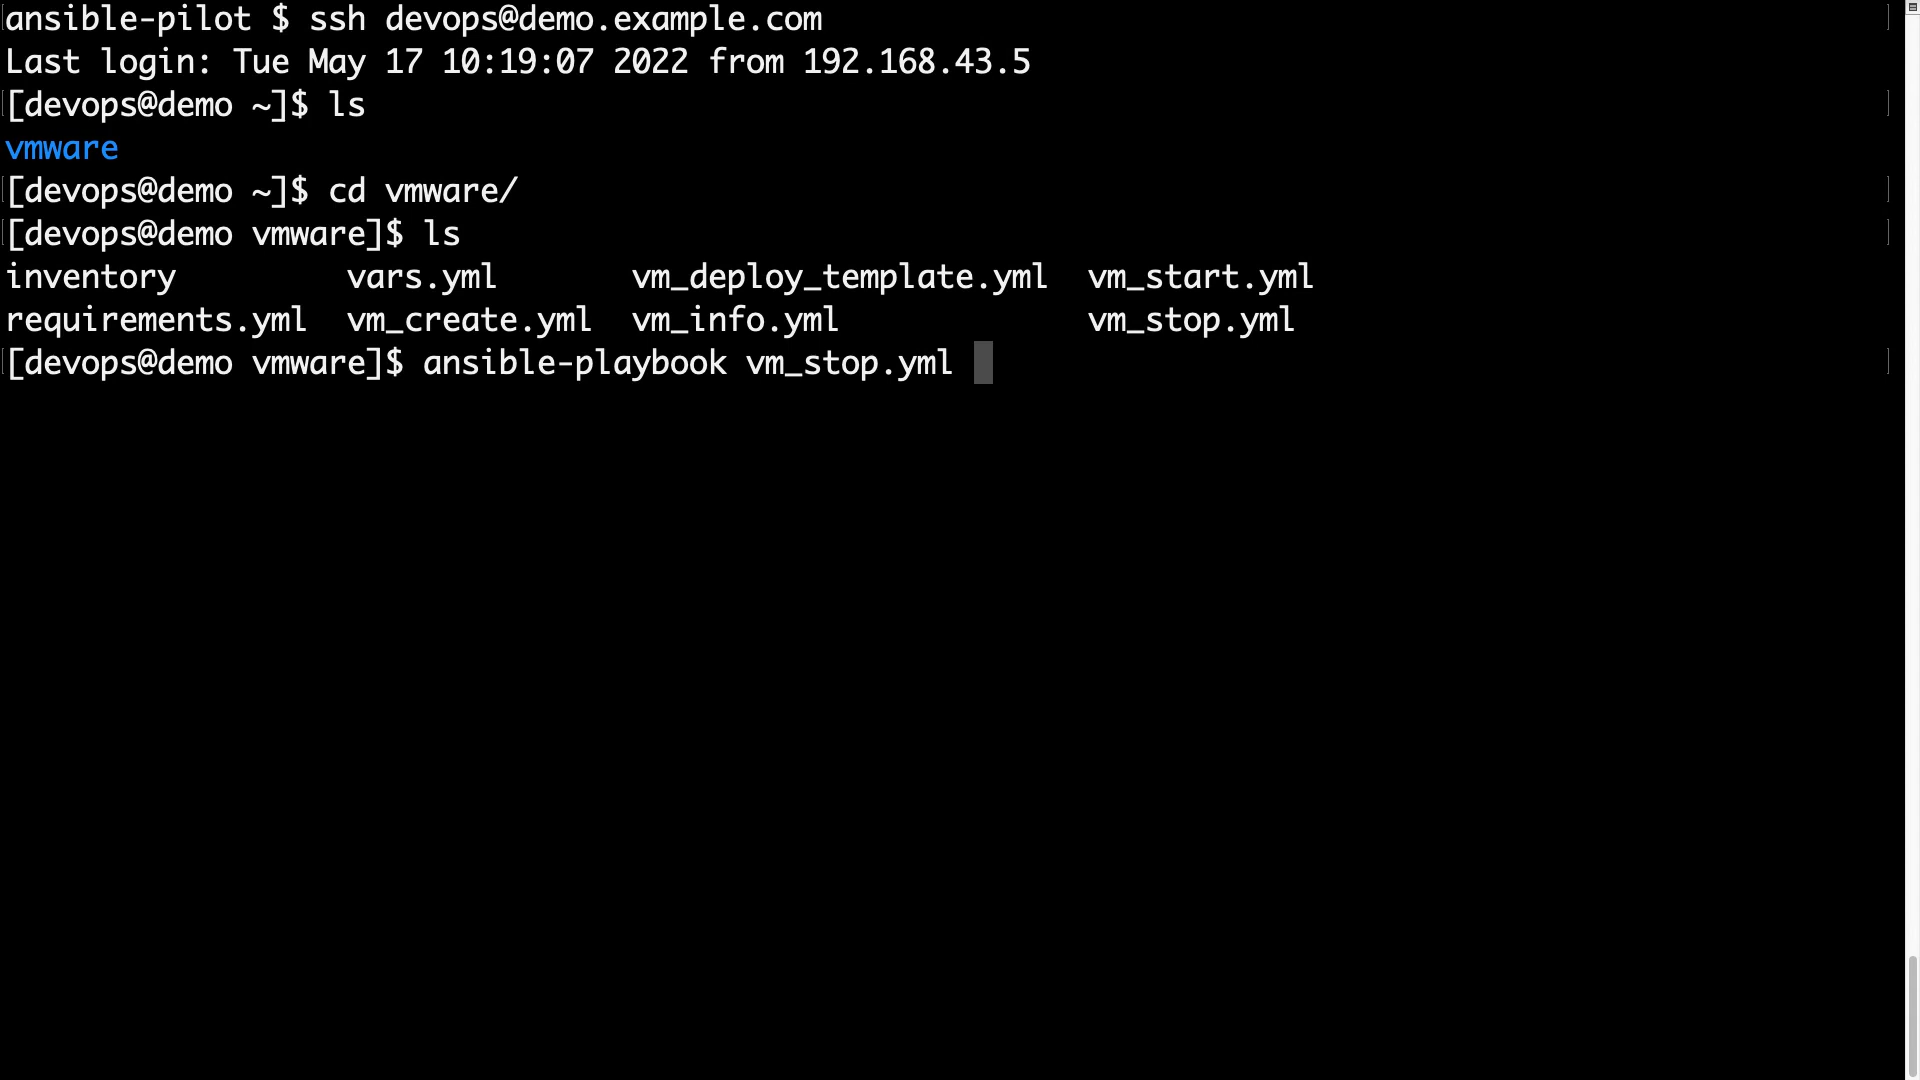 ansible-pilot $ ssh devops@demo.example.com
Last login: Tue May 17 10:19:07 2022 from 192.168.43.5
[devops@demo ~]$ ls
vmware
[devops@demo ~]$ cd vmware/
[devops@demo vmware]$ ls
inventory         vars.yml       vm_deploy_template.yml  vm_start.yml
requirements.yml  vm_create.yml  vm_info.yml             vm_stop.yml
[devops@demo vmware]$ ansible-playbook vm_stop.yml